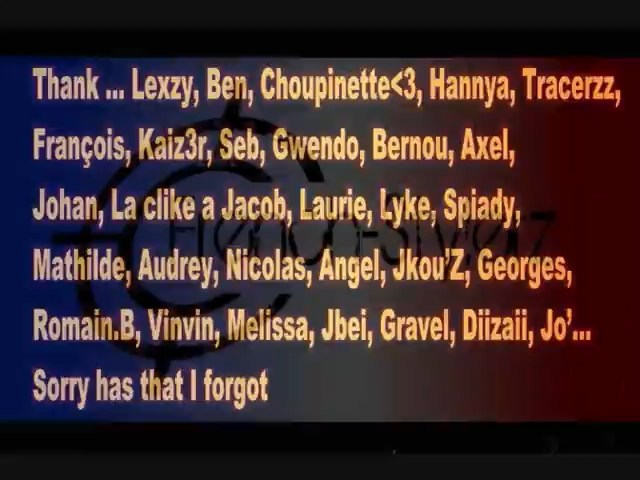 Thank ... Lexzy, Ben, Choupinette<3, Hannya, Tracerzz,
François, Kaiz3r, Seb, Gwendo, Bernou, Axel,
Johan, La clike a Jacob, Laurie, Lyke, Spiady,
Mathilde, Audrey, Nicolas, Angel, Jkou'Z, Georges,
Romain.B, Vinvin, Melissa, Jbei, Gravel, Diizaii, Jo'...
Sorry has that I forgot